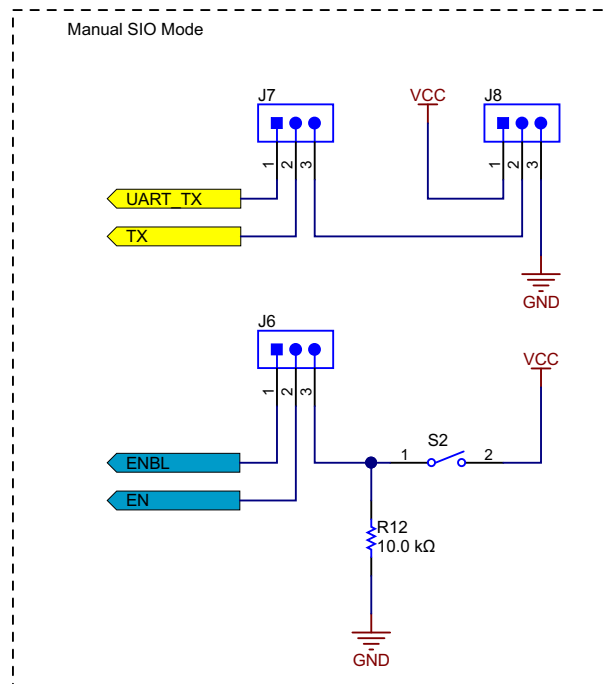 Manual SIO Mode
J7
VCC
J8
1
2
3
1
2
3
UART_TX
TX
GND
J6
VCC
1
2
3
S2
1
2
ENBL
EN
R12
10.0 kΩ
GND